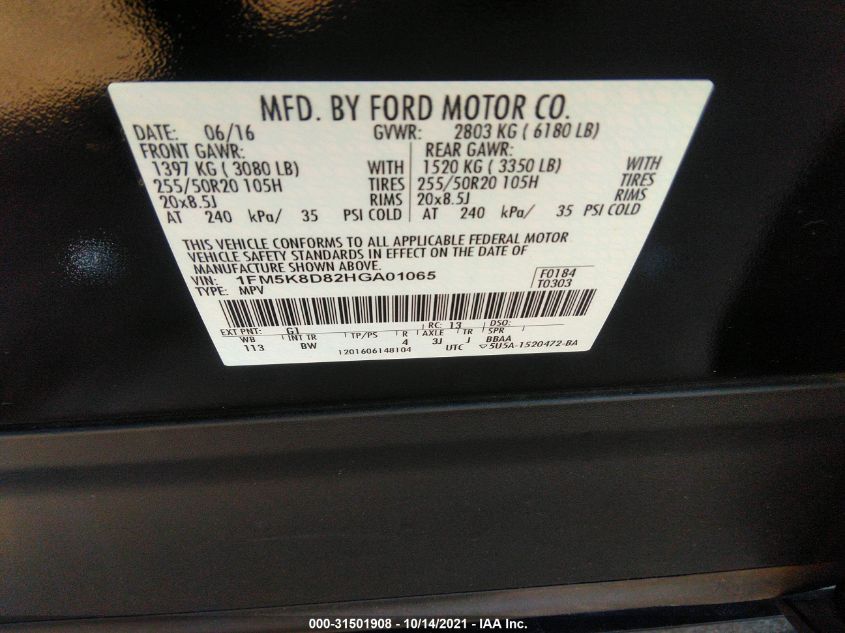 MFD. BY FORD MOTOR CO.
DATE: 06/16 GVWR: 2803 KG ( 6180 LB)
FRONT GAWR: REAR GAWR:
1397 KG ( 3080 LB) WITH 1520 KG ( 3350 LB) WITH
255/50R20 105H TIRES 255/50R20 105H TIRES
20x8.5J RIMS 20x8.5J RIMS
AT 240 kPa/ 35 PSI COLD AT 240 kPa/ 35 PSI COLD
THIS VEHICLE CONFORMS TO ALL APPLICABLE FEDERAL MOTOR
VEHICLE SAFETY STANDARDS IN EFFECT ON THE DATE OF
MANUFACTURE SHOWN ABOVE.
VIN: 1FM5K8D82HGA01065 F0184
TYPE: MPV T0303
EXT PNT: G1 RC: 13 DSO:
WB INT TR TP/PS R AXLE TR SPR
113 BW 4 3J J BBAA
1201606148104 UTC 5U5A-1520472-BA
000-31501908 - 10/14/2021 - IAA Inc.